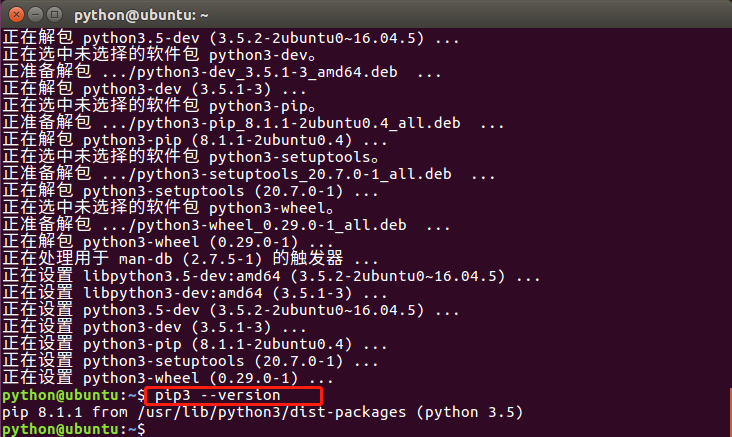 python@ubuntu: ~
正在解包 python3.5-dev (3.5.2-2ubuntu0~16.04.5) ...
正在选中未选择的软件包 python3-dev。
正准备解包 .../python3-dev_3.5.1-3_amd64.deb  ...
正在解包 python3-dev (3.5.1-3) ...
正在选中未选择的软件包 python3-pip。
正准备解包 .../python3-pip_8.1.1-2ubuntu0.4_all.deb  ...
正在解包 python3-pip (8.1.1-2ubuntu0.4) ...
正在选中未选择的软件包 python3-setuptools。
正准备解包 .../python3-setuptools_20.7.0-1_all.deb  ...
正在解包 python3-setuptools (20.7.0-1) ...
正在选中未选择的软件包 python3-wheel。
正准备解包 .../python3-wheel_0.29.0-1_all.deb  ...
正在解包 python3-wheel (0.29.0-1) ...
正在处理用于 man-db (2.7.5-1) 的触发器 ...
正在设置 libpython3.5-dev:amd64 (3.5.2-2ubuntu0~16.04.5) ...
正在设置 libpython3-dev:amd64 (3.5.1-3) ...
正在设置 python3.5-dev (3.5.2-2ubuntu0~16.04.5) ...
正在设置 python3-dev (3.5.1-3) ...
正在设置 python3-pip (8.1.1-2ubuntu0.4) ...
正在设置 python3-setuptools (20.7.0-1) ...
正在设置 python3-wheel (0.29.0-1) ...
python@ubuntu:~$ pip3 --version
pip 8.1.1 from /usr/lib/python3/dist-packages (python 3.5)
python@ubuntu:~$